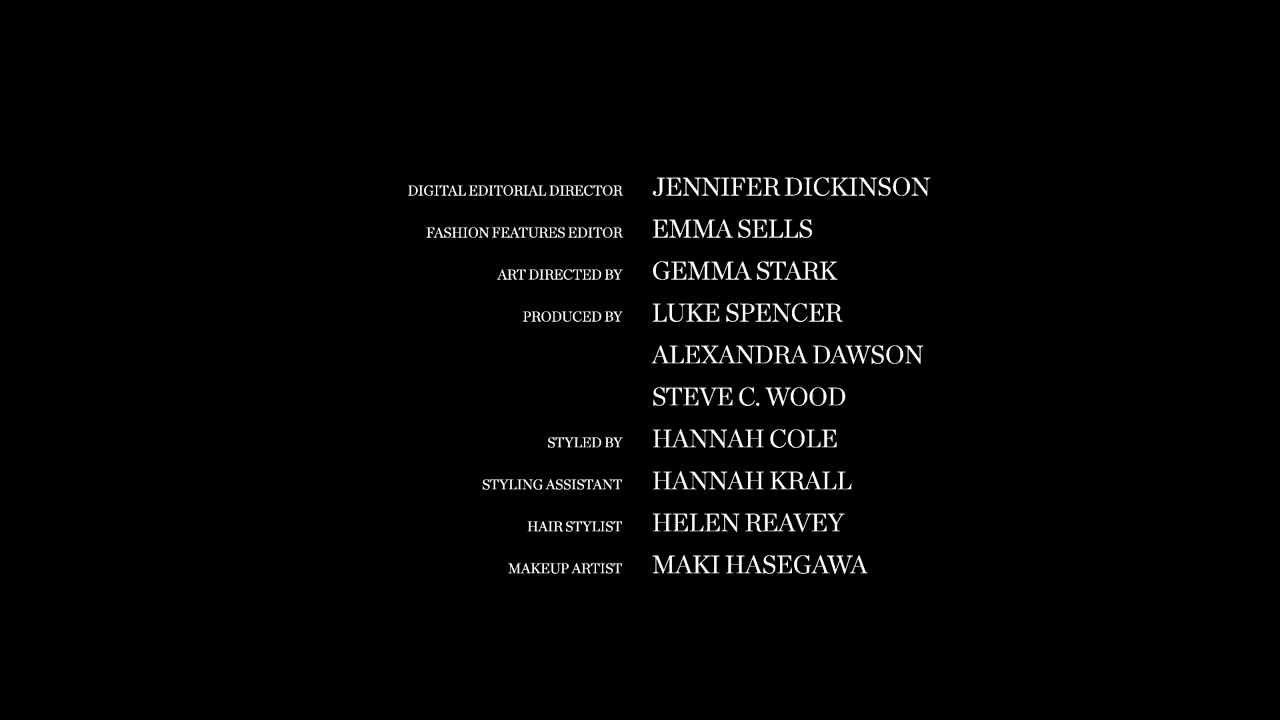 DIGITAL EDITORIAL DIRECTOR JENNIFER DICKINSON
FASHION FEATURES EDITOR EMMA SELLS
ART DIRECTED BY GEMMA STARK
PRODUCED BY LUKE SPENCER
ALEXANDRA DAWSON
STEVE C. WOOD
STYLED BY HANNAH COLE
STYLING ASSISTANT HANNAH KRALL
HAIR STYLIST HELEN REAVEY
MAKEUP ARTIST MAKI HASEGAWA